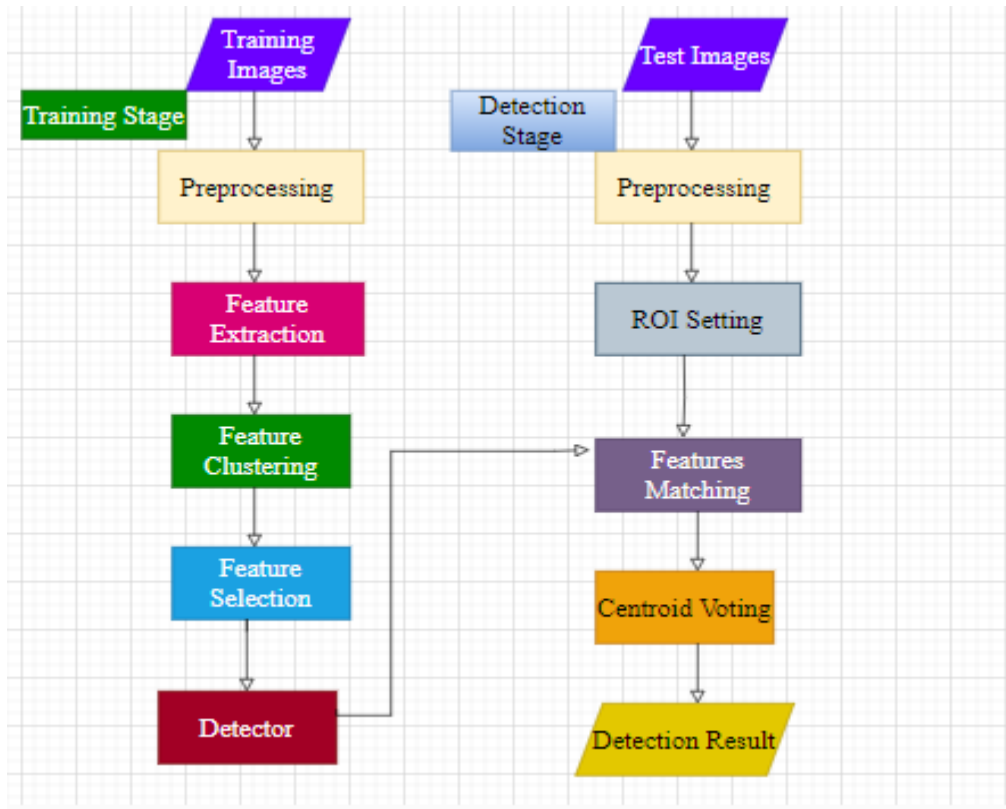 Training
Images
Training Stage
Preprocessing
Feature
Extraction
Feature
Clustering
Feature
Selection
Detector
Test Images
Detection
Stage
Preprocessing
ROI Setting
Features
Matching
Centroid Voting
Detection Result